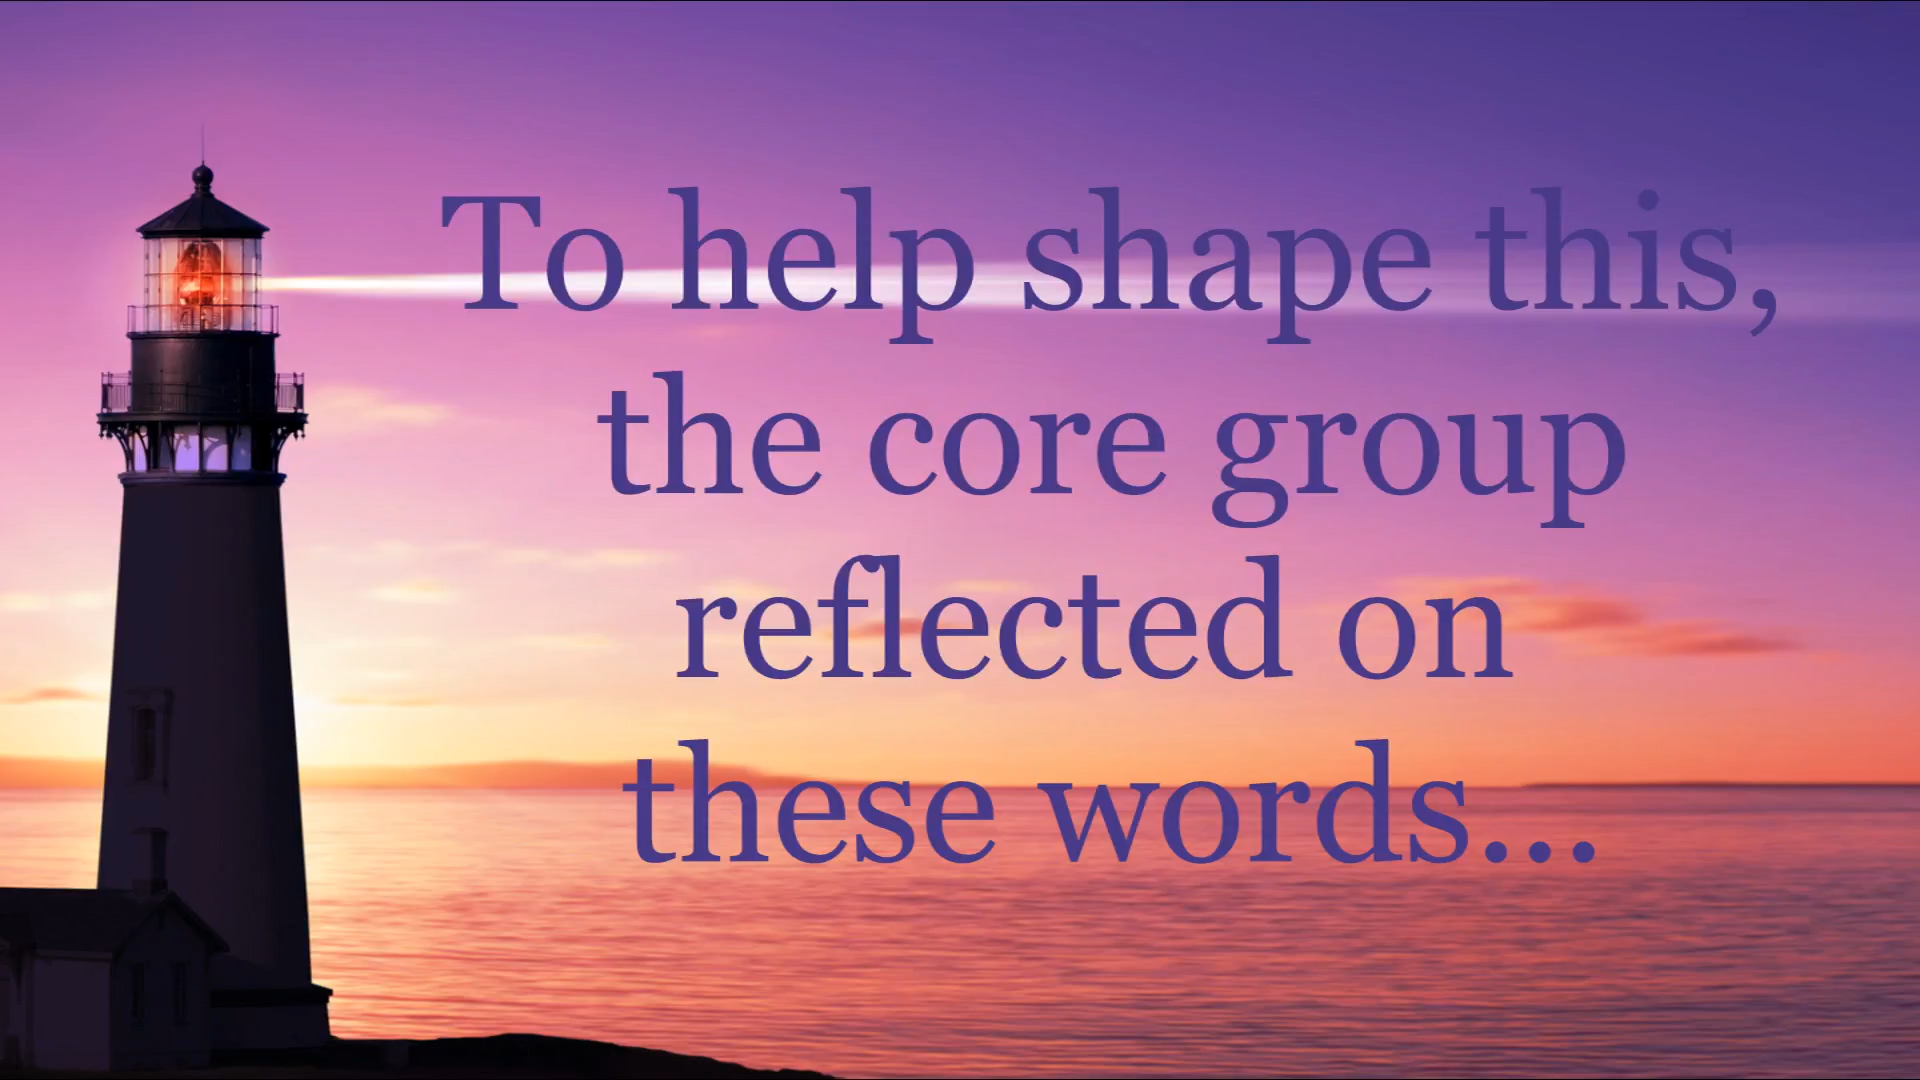 To help shape this,
the core group
reflected on
these words...